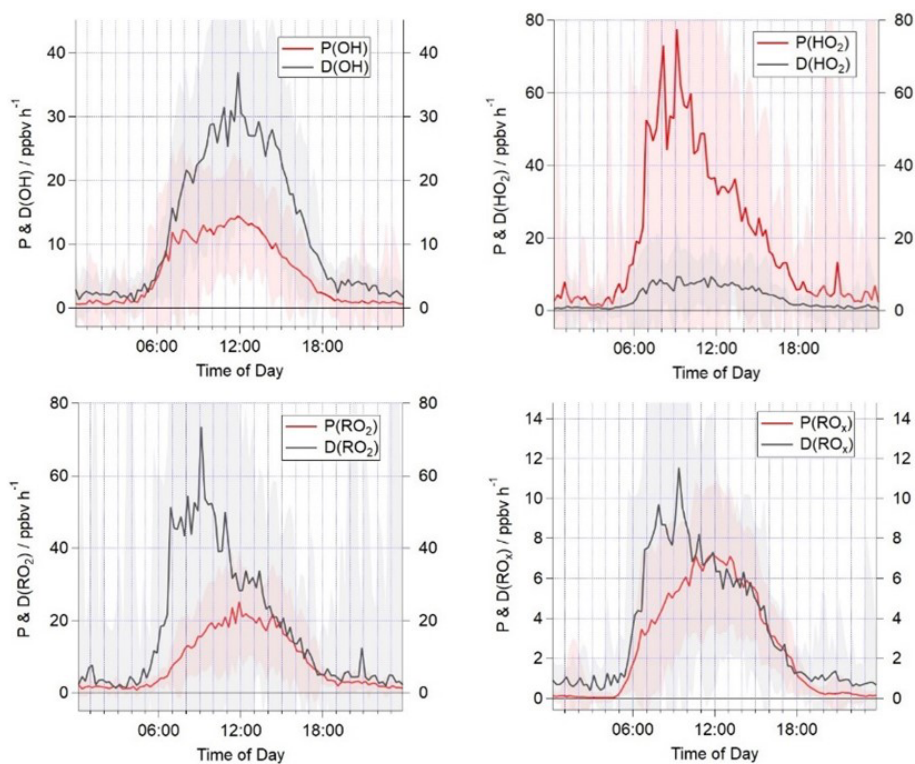 P & D(OH) / ppbv h⁻¹
40
30
20
10
0
P(OH)
D(OH)
40
30
20
10
0
06:00 12:00 18:00
Time of Day
P & D(HO₂) / ppbv h⁻¹
80
60
40
20
0
P(HO₂)
D(HO₂)
80
60
40
20
0
06:00 12:00 18:00
Time of Day
P & D(RO₂) / ppbv h⁻¹
80
60
40
20
0
P(RO₂)
D(RO₂)
80
60
40
20
0
06:00 12:00 18:00
Time of Day
P & D(ROₓ) / ppbv h⁻¹
14
12
10
8
6
4
2
0
P(ROₓ)
D(ROₓ)
14
12
10
8
6
4
2
0
06:00 12:00 18:00
Time of Day